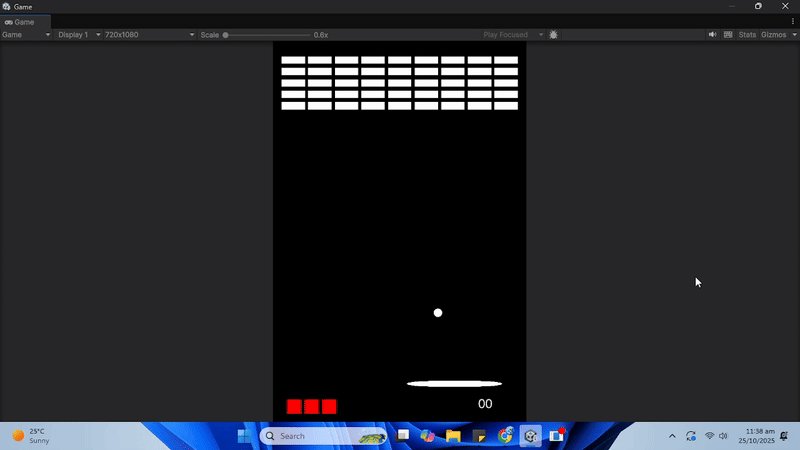 Game
Game
Game Display 1 720x1080 Scale 0.6x Play Focused Stats Gizmos
00
25°C
Sunny
Search
11:38 am
25/10/2025